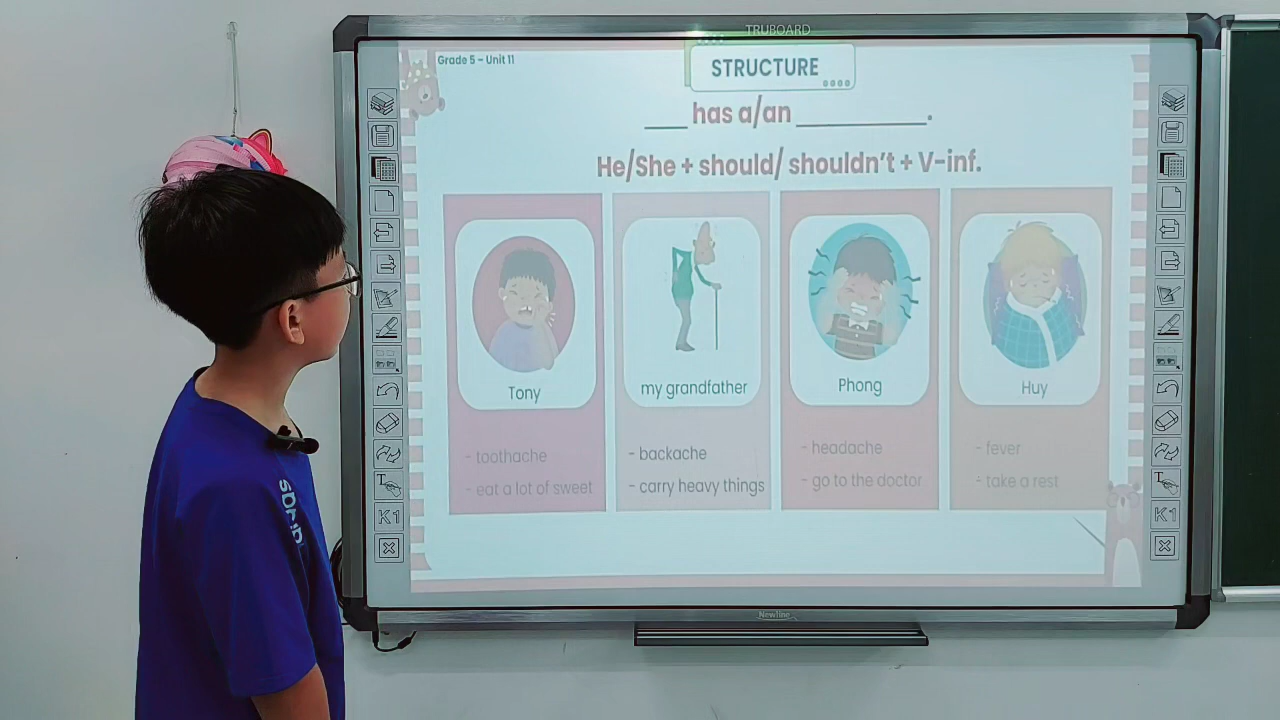 TRUBOARD
Grade 5 - Unit 11
STRUCTURE
___ has a/an __________.
He/She + should/ shouldn't + V-inf.
Tony
- toothache
- eat a lot of sweet
my grandfather
- backache
- carry heavy things
Phong
- headache
- go to the doctor
Huy
- fever
- take a rest
K1
K1
Newline